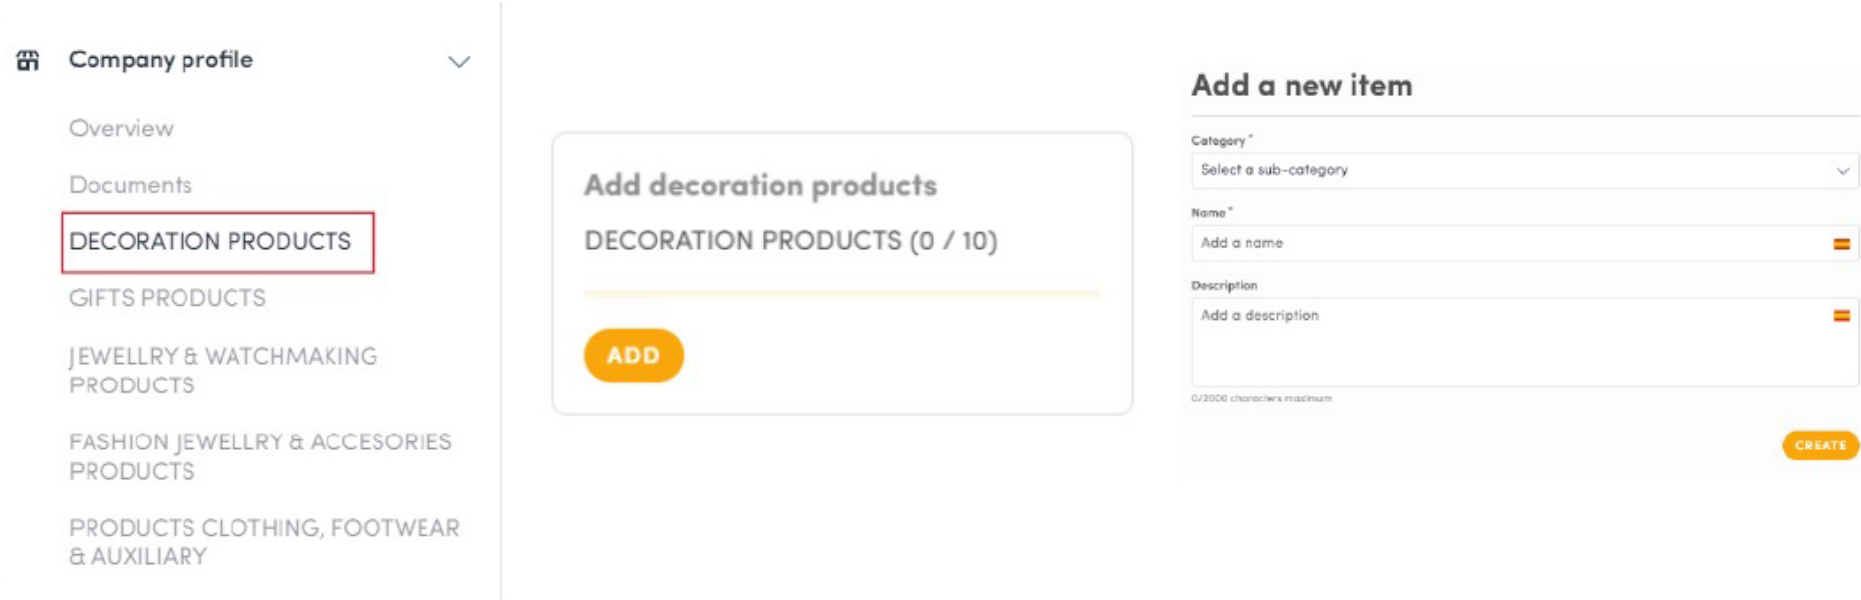 Company profile
Overview
Documents
DECORATION PRODUCTS
GIFTS PRODUCTS
JEWELLRY & WATCHMAKING
PRODUCTS
FASHION JEWELLRY & ACCESORIES
PRODUCTS
PRODUCTS CLOTHING, FOOTWEAR
& AUXILIARY
Add decoration products
DECORATION PRODUCTS (0 / 10)
ADD
Add a new item
Category *
Select a sub-category
Name *
Add a name
Description
Add a description
0/2000 characters maximum
CREATE